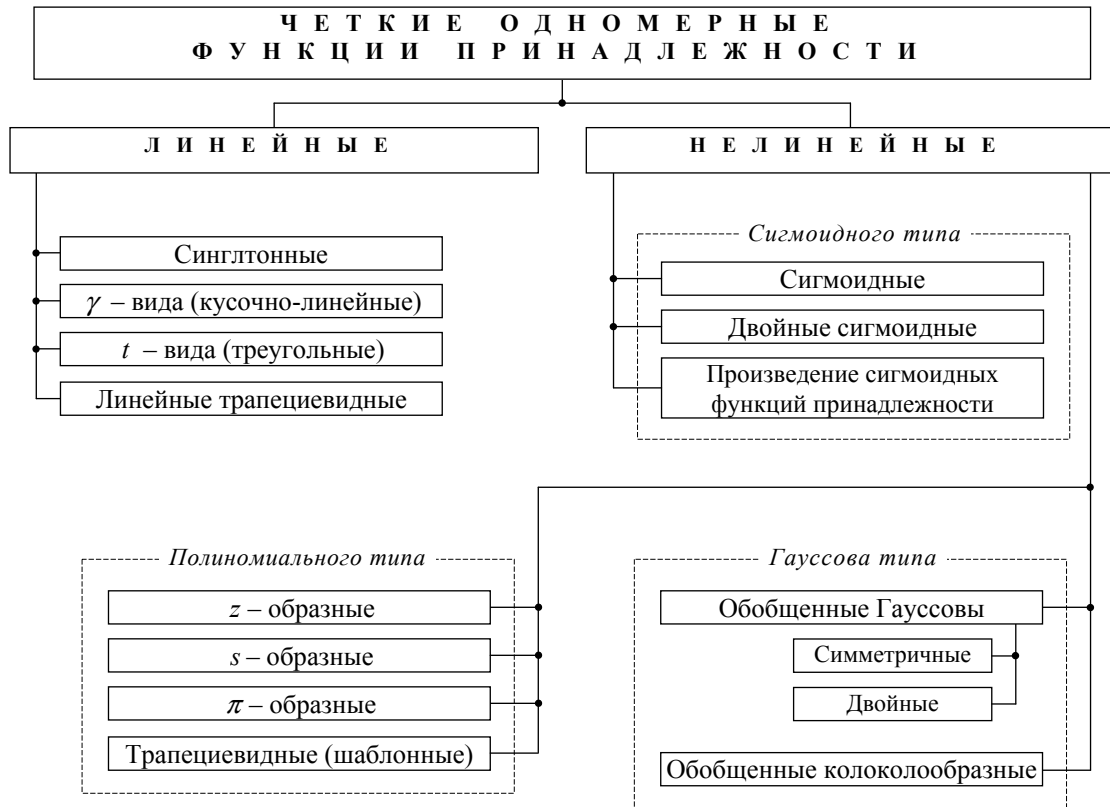 ЧЕТКИЕ ОДНОМЕРНЫЕ
ФУНКЦИИ ПРИНАДЛЕЖНОСТИ
ЛИНЕЙНЫЕ
Синглтонные
γ – вида (кусочно-линейные)
t – вида (треугольные)
Линейные трапециевидные
НЕЛИНЕЙНЫЕ
Сигмоидного типа
Сигмоидные
Двойные сигмоидные
Произведение сигмоидных
функций принадлежности
Полиномиального типа
z – образные
s – образные
π – образные
Трапециевидные (шаблонные)
Гауссова типа
Обобщенные Гауссовы
Симметричные
Двойные
Обобщенные колоколообразные